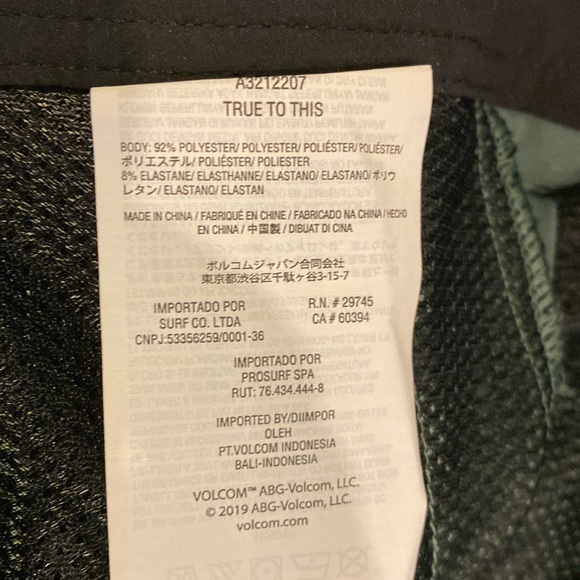 A3212207
TRUE TO THIS
BODY: 92% POLYESTER/ POLYESTER/ POLIÉSTER/ POLIÉSTER/
ポリエステル/ POLIÉSTER/ POLIESTER
8% ELASTANE/ ELASTHANNE/ ELASTANO/ ELASTANO/ ポリウ
レタン/ ELASTANO/ ELASTAN
MADE IN CHINA / FABRIQUÉ EN CHINE / FABRICADO NA CHINA / HECHO
EN CHINA / 中国製 / DIBUAT DI CINA
ボルコムジャパン合同会社
東京都渋谷区千駄ヶ谷3-15-7
IMPORTADO POR
SURF CO. LTDA
CNPJ:53356259/0001-36
R.N. # 29745
CA # 60394
IMPORTADO POR
PROSURF SPA
RUT: 76.434.444-8
IMPORTED BY/DIIMPOR
OLEH
PT.VOLCOM INDONESIA
BALI-INDONESIA
VOLCOM™ ABG-Volcom, LLC.
© 2019 ABG-Volcom, LLC.
volcom.com